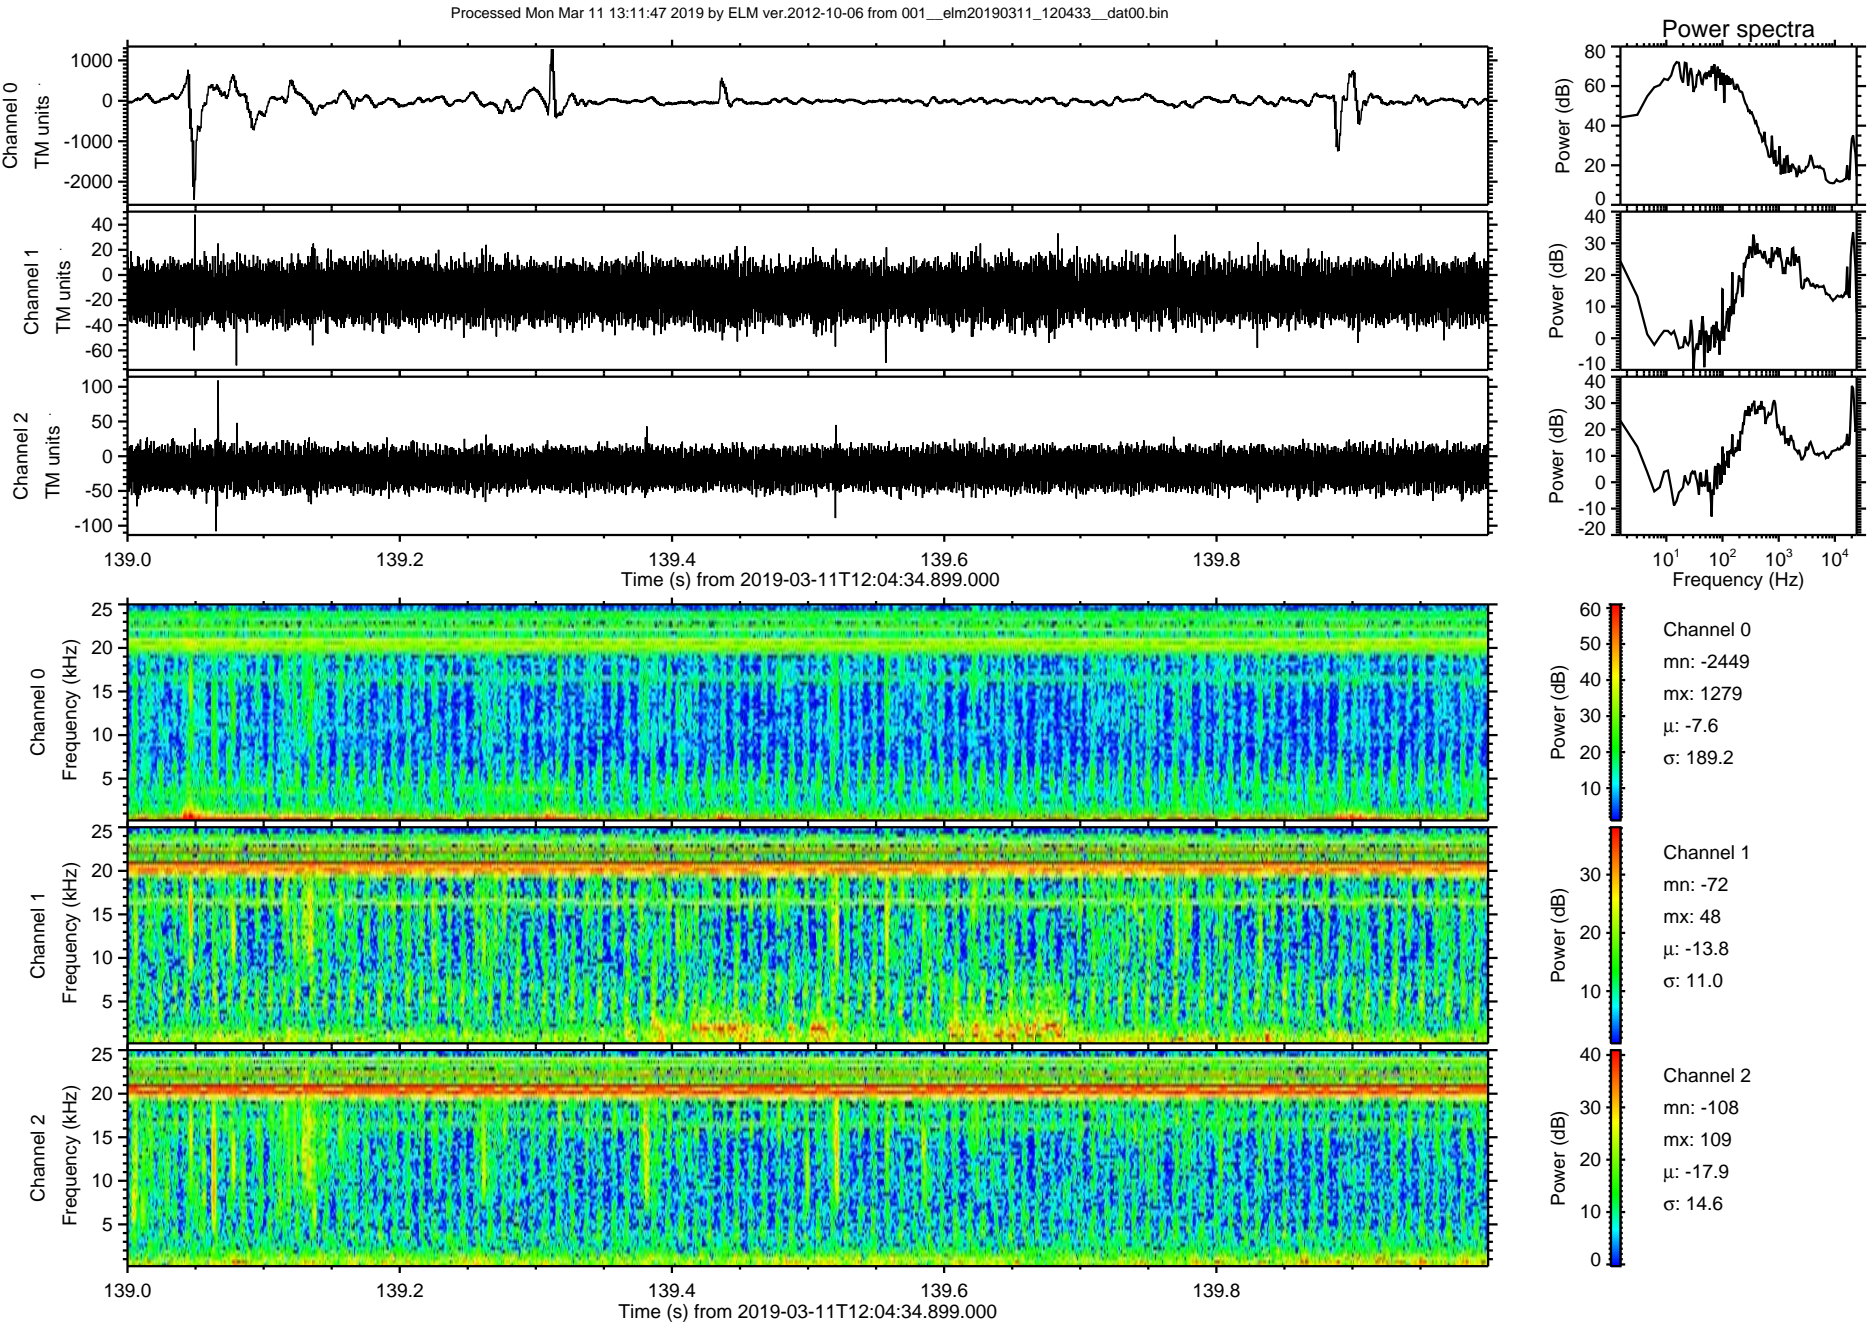 Processed Mon Mar 11 13:11:47 2019 by ELM ver.2012-10-06 from 001__elm20190311_120433__dat00.bin
Power spectra
Channel 0
TM units
1000
0
-1000
-2000
Power (dB)
80
60
40
20
0
Channel 1
TM units
40
20
0
-20
-40
-60
Power (dB)
40
30
20
10
0
-10
Channel 2
TM units
100
50
0
-50
-100
Power (dB)
40
30
20
10
0
-10
-20
139.0 139.2 139.4 139.6 139.8
Time (s) from 2019-03-11T12:04:34.899.000
10¹ 10² 10³ 10⁴
Frequency (Hz)
Channel 0
Frequency (kHz)
25
20
15
10
5
Power (dB)
60
50
40
30
20
10
Channel 0
mn: -2449
mx: 1279
μ: -7.6
σ: 189.2
Channel 1
Frequency (kHz)
25
20
15
10
5
Power (dB)
30
20
10
Channel 1
mn: -72
mx: 48
μ: -13.8
σ: 11.0
Channel 2
Frequency (kHz)
25
20
15
10
5
Power (dB)
40
30
20
10
0
Channel 2
mn: -108
mx: 109
μ: -17.9
σ: 14.6
139.0 139.2 139.4 139.6 139.8
Time (s) from 2019-03-11T12:04:34.899.000